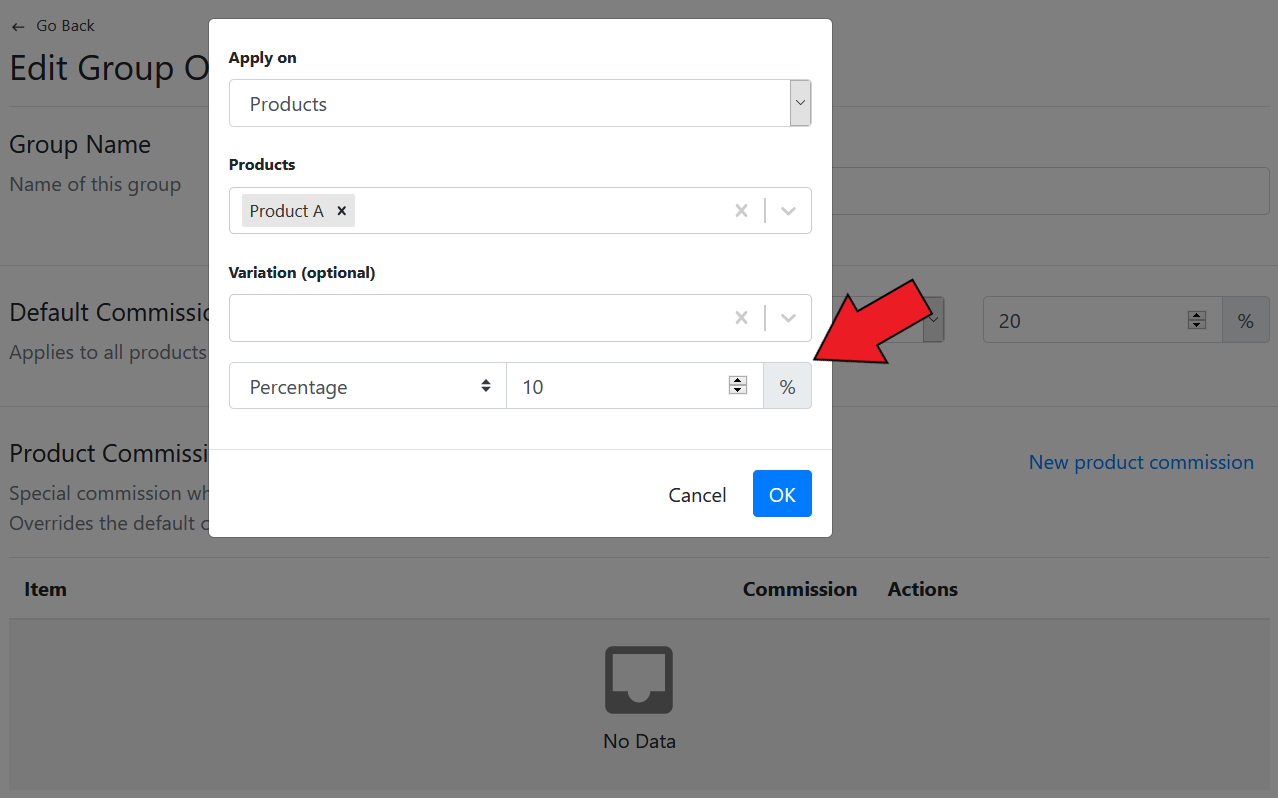 ← Go Back
Edit Group O
Group Name
Name of this group
Default Commissio
Applies to all products
20
%
Product Commissi
Special commission wh
Overrides the default c
New product commission
Apply on
Products
Products
Product A ×
Variation (optional)
Percentage 10 %
Cancel OK
Item Commission Actions
No Data